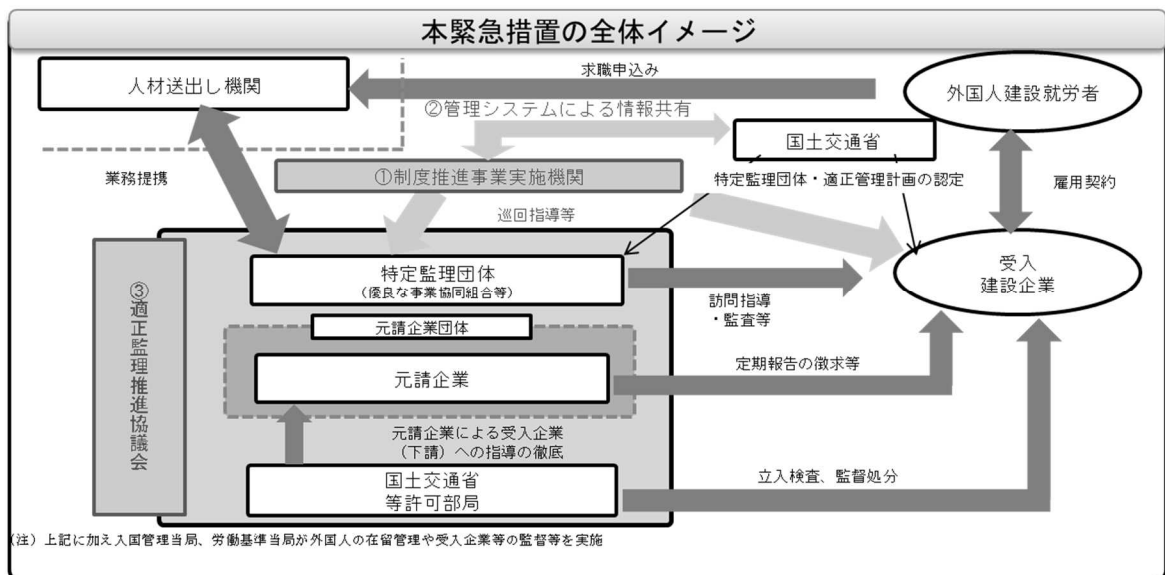 本緊急措置の全体イメージ
人材送出し機関
求職申込み
外国人建設就労者
②管理システムによる情報共有
国土交通省
業務提携
①制度推進事業実施機関
特定監理団体・適正管理計画の認定
雇用契約
巡回指導等
③適正監理推進協議会
特定監理団体
(優良な事業協同組合等)
受入
建設企業
訪問指導
・監査等
元請企業団体
元請企業
定期報告の徴求等
元請企業による受入企業
(下請)への指導の徹底
国土交通省
等許可部局
立入検査、監督処分
(注)上記に加え入国管理当局、労働基準当局が外国人の在留管理や受入企業等の監督等を実施